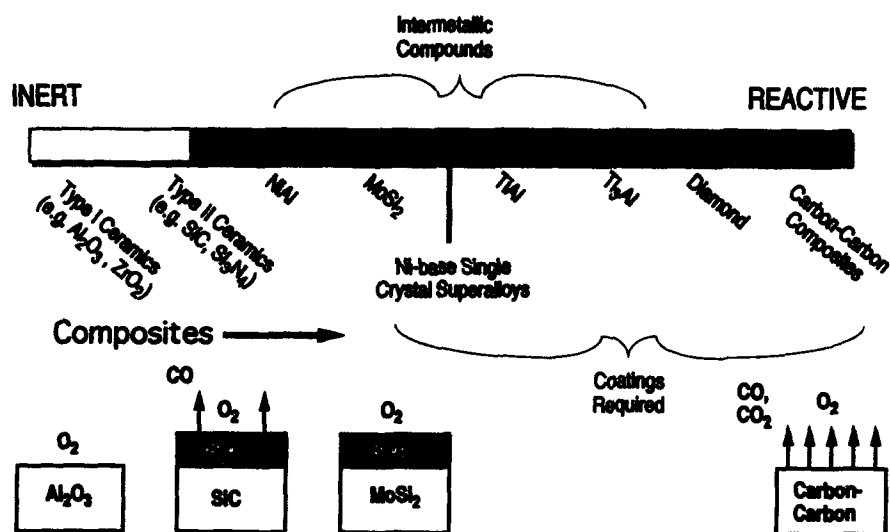 Intermetallic
Compounds
INERT
REACTIVE
Type I Ceramics
(e.g. Al₂O₃, ZrO₂)
Type II Ceramics
(e.g. SiC, Si₃N₄)
NiAl
MoSi₂
TiAl
Ti₃Al
Diamond
Carbon-Carbon
Composites
Ni-base Single
Crystal Superalloys
Composites
Coatings
Required
O₂
Al₂O₃
CO
O₂
SiC
O₂
MoSi₂
CO,
CO₂
O₂
Carbon-
Carbon